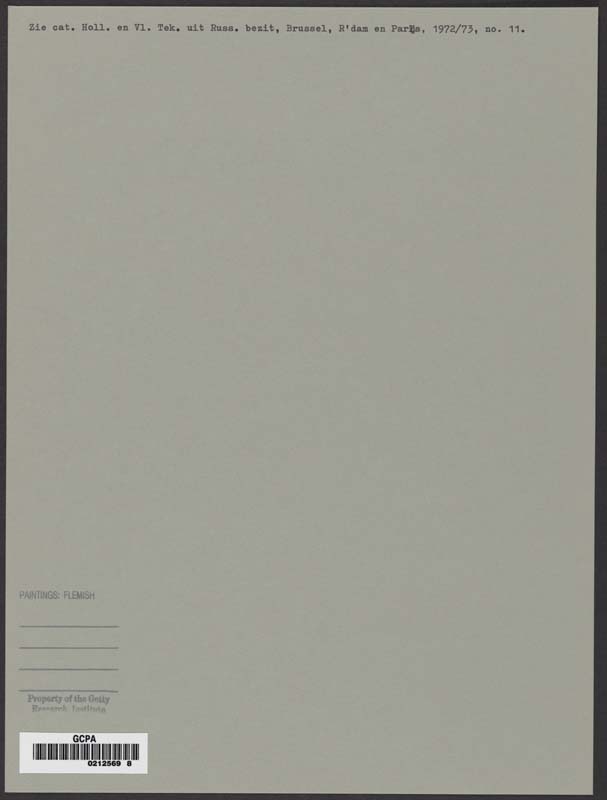 Zie cat. Holl. en Vl. Tek. uit Russ. bezit, Brussel, R'dam en Parijs, 1972/73, no. 11.
PAINTINGS: FLEMISH
Property of the Getty
Research Institute
GCPA
0212569 8